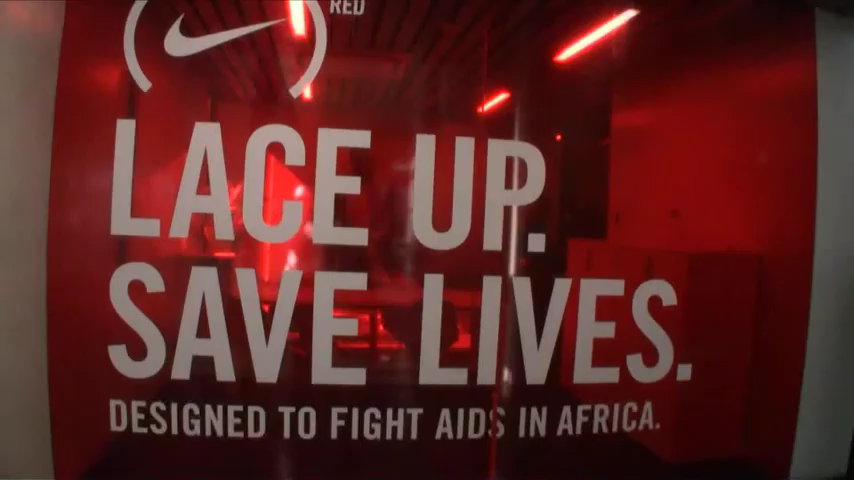 RED
LACE UP.
SAVE LIVES.
DESIGNED TO FIGHT AIDS IN AFRICA.